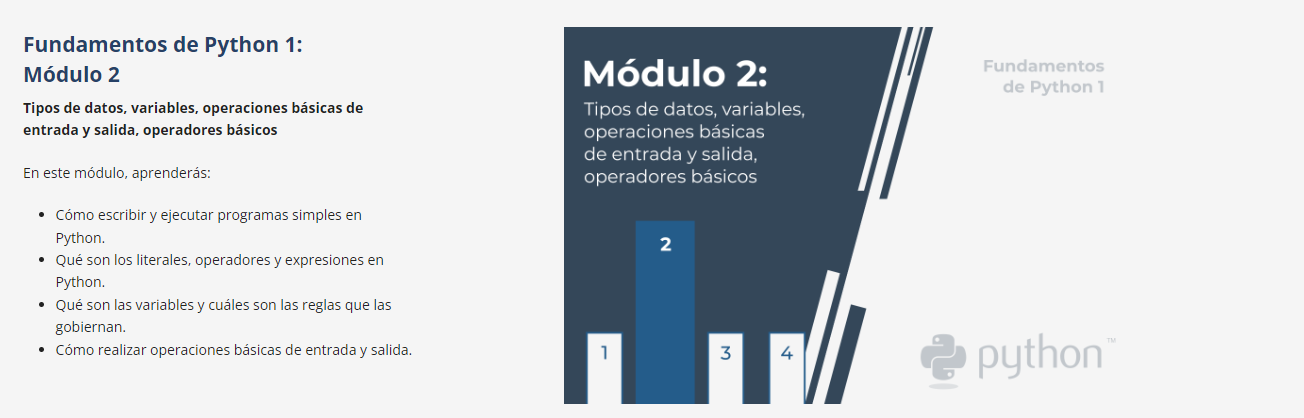 Fundamentos de Python 1:
Módulo 2
Tipos de datos, variables, operaciones básicas de
entrada y salida, operadores básicos
En este módulo, aprenderás:
• Cómo escribir y ejecutar programas simples en
Python.
• Qué son los literales, operadores y expresiones en
Python.
• Qué son las variables y cuáles son las reglas que las
gobiernan.
• Cómo realizar operaciones básicas de entrada y salida.
Módulo 2:
Tipos de datos, variables,
operaciones básicas
de entrada y salida,
operadores básicos
Fundamentos
de Python 1
2
1
3
4
python™